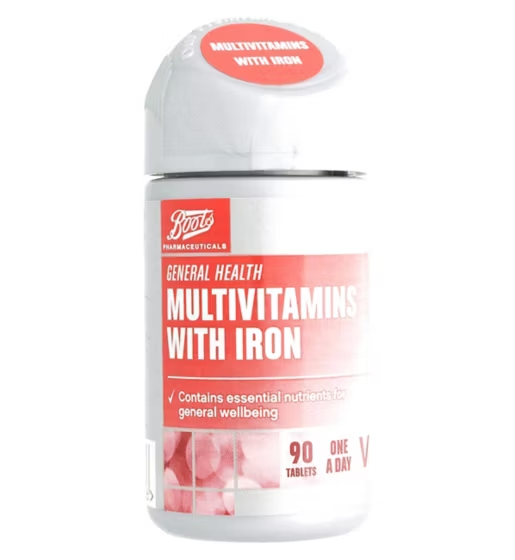 MULTIVITAMINS
WITH IRON
Boots
PHARMACEUTICALS
GENERAL HEALTH
MULTIVITAMINS
WITH IRON
✓ Contains essential nutrients for
general wellbeing
90
TABLETS
ONE
A DAY
V